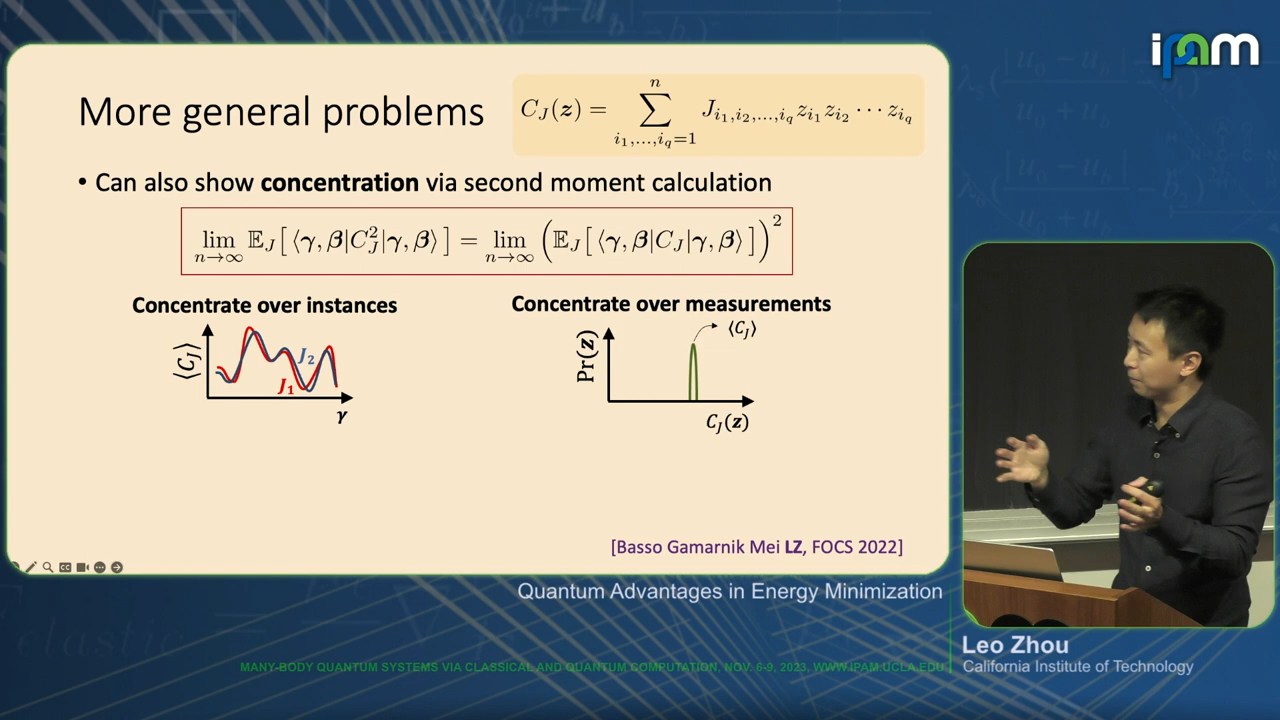 ipam
More general problems
C_J(z) = \sum_{i_1,...,i_q=1}^{n} J_{i_1,i_2,...,i_q} z_{i_1} z_{i_2} ··· z_{i_q}
• Can also show concentration via second moment calculation
\lim_{n→∞} 𝔼_J[⟨γ, β|C_J^2|γ, β⟩] = \lim_{n→∞} (𝔼_J[⟨γ, β|C_J|γ, β⟩])^2
Concentrate over instances
Concentrate over measurements
⟨C_J⟩
J_2
J_1
γ
Pr(z)
⟨C_J⟩
C_J(z)
[Basso Gamarnik Mei LZ, FOCS 2022]
Quantum Advantages in Energy Minimization
Leo Zhou
California Institute of Technology
MANY-BODY QUANTUM SYSTEMS VIA CLASSICAL AND QUANTUM COMPUTATION, NOV. 6-9, 2023, WWW.IPAM.UCLA.EDU